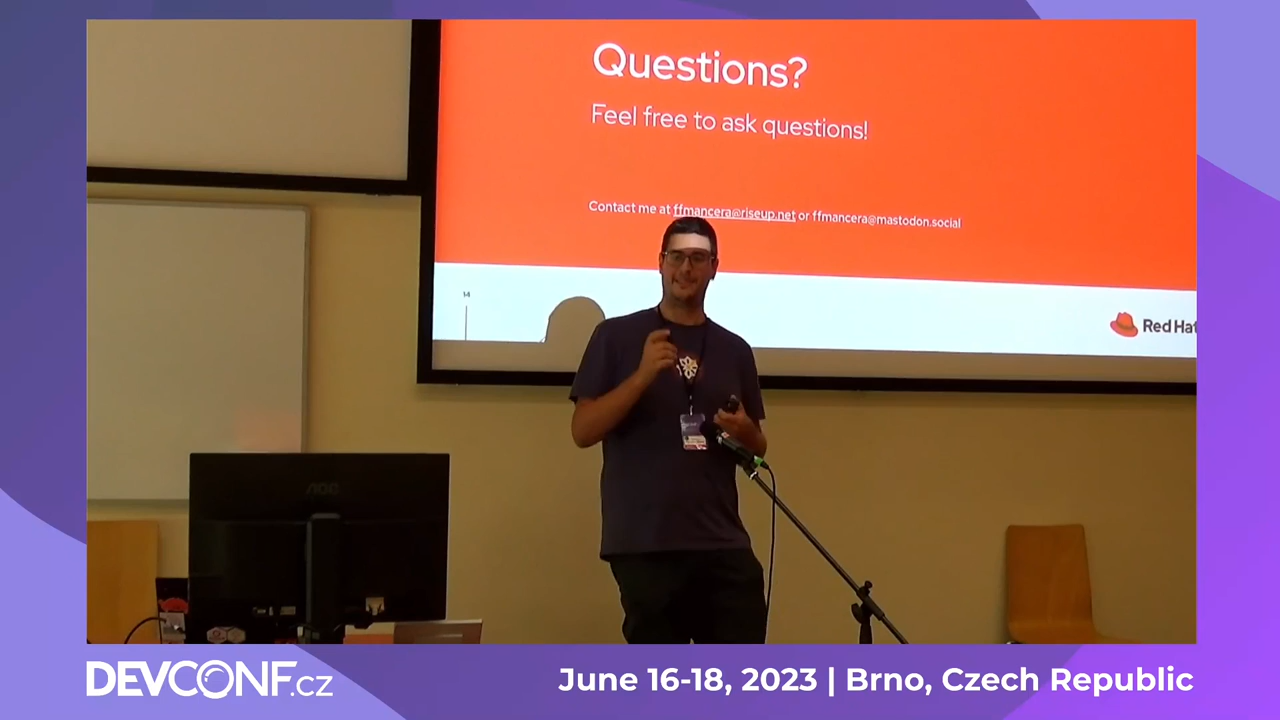 Questions?
Feel free to ask questions!
Contact me at ffmancera@riseup.net or ffmancera@mastodon.social
14
Red Hat
AOC
DEVCONF.cz
June 16-18, 2023 | Brno, Czech Republic